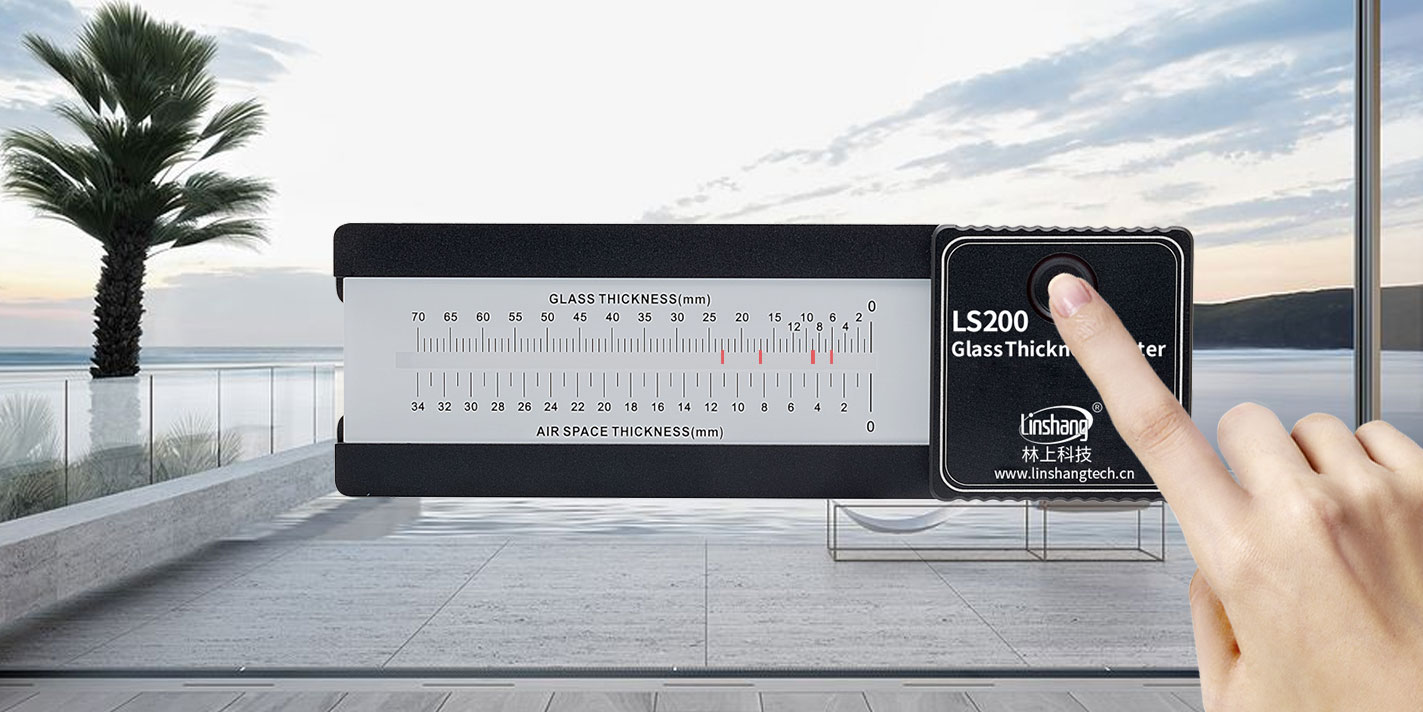 GLASS THICKNESS(mm)
70 65 60 55 50 45 40 35 30 25 20 15 12 10 8 6 4 2 0
34 32 30 28 26 24 22 20 18 16 14 12 10 8 6 4 2 0
AIR SPACE THICKNESS(mm)
LS200
Glass
Linshang®
林上科技
www.linshangtech.cn